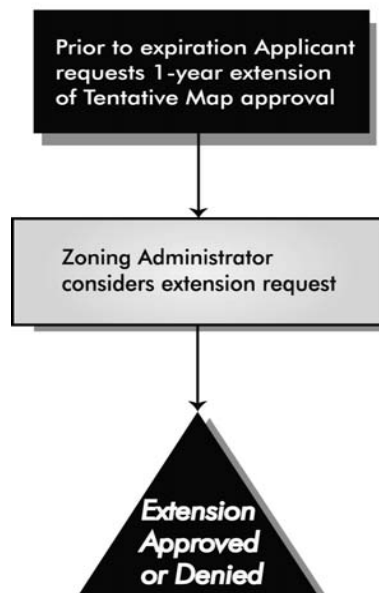 Prior to expiration Applicant
requests 1-year extension
of Tentative Map approval
Zoning Administrator
considers extension request
Extension
Approved
or Denied